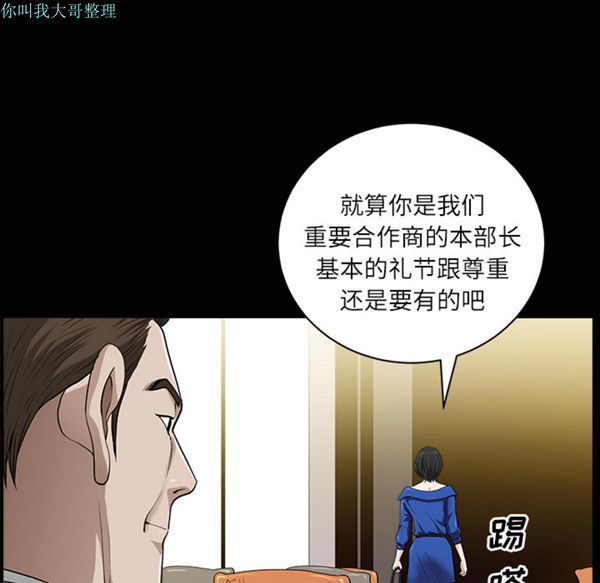 你叫我大哥整理
就算你是我们
重要合作商的本部长
基本的礼节跟尊重
还是要有的吧
踢
嗒